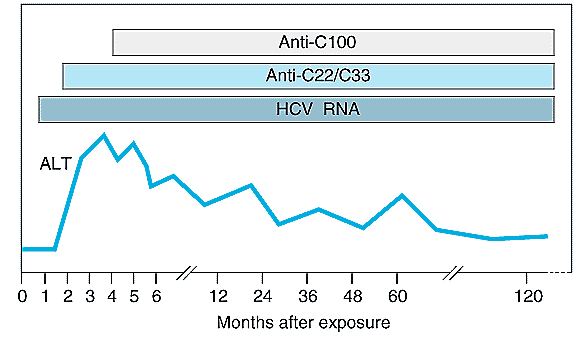 Anti-C100
Anti-C22/C33
HCV RNA
ALT
0 1 2 3 4 5 6 12 24 36 48 60 120
Months after exposure